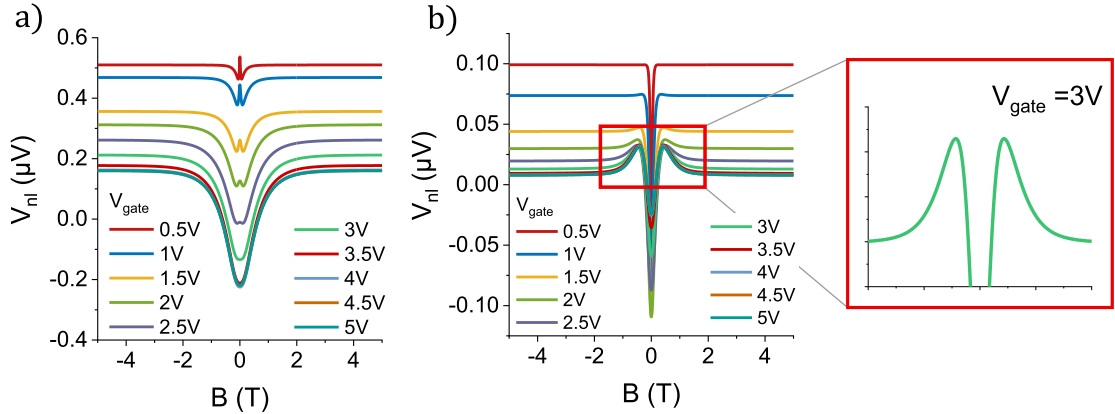 a)
0.6
0.4
0.2
0.0
-0.2
-0.4
V_nl (µV)
V_gate
0.5V
1V
1.5V
2V
2.5V
3V
3.5V
4V
4.5V
5V
-4 -2 0 2 4
B (T)
b)
0.10
0.05
0.00
-0.05
-0.10
V_nl (µV)
V_gate
0.5V
1V
1.5V
2V
2.5V
3V
3.5V
4V
4.5V
5V
-4 -2 0 2 4
B (T)
V_gate =3V